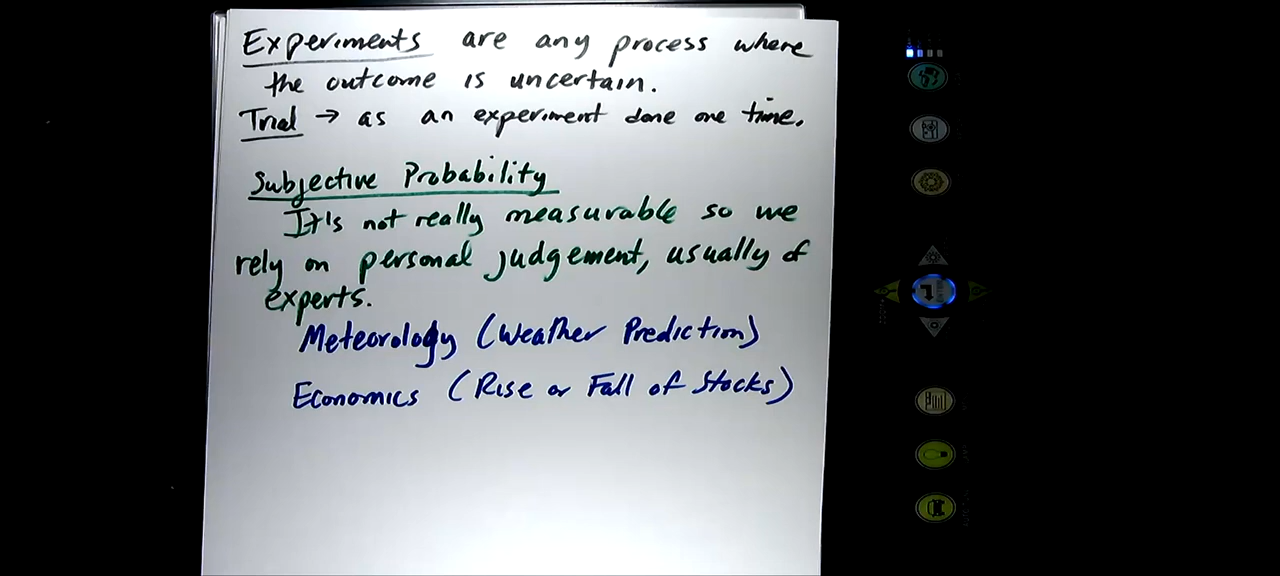 Experiments are any process where
the outcome is uncertain.
Trial → as an experiment done one time.
Subjective Probability
It's not really measurable so we
rely on personal judgement, usually of
experts.
Meteorology (Weather Prediction)
Economics (Rise or Fall of Stocks)